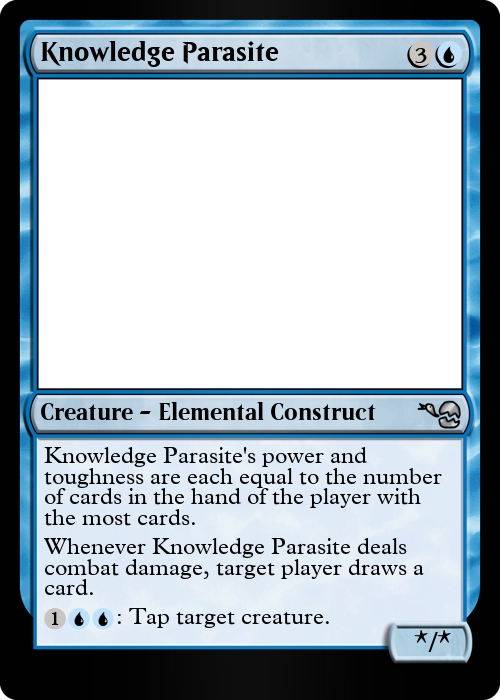 Knowledge Parasite 3
Creature – Elemental Construct
Knowledge Parasite's power and
toughness are each equal to the number
of cards in the hand of the player with
the most cards.
Whenever Knowledge Parasite deals
combat damage, target player draws a
card.
1 : Tap target creature.
*/*